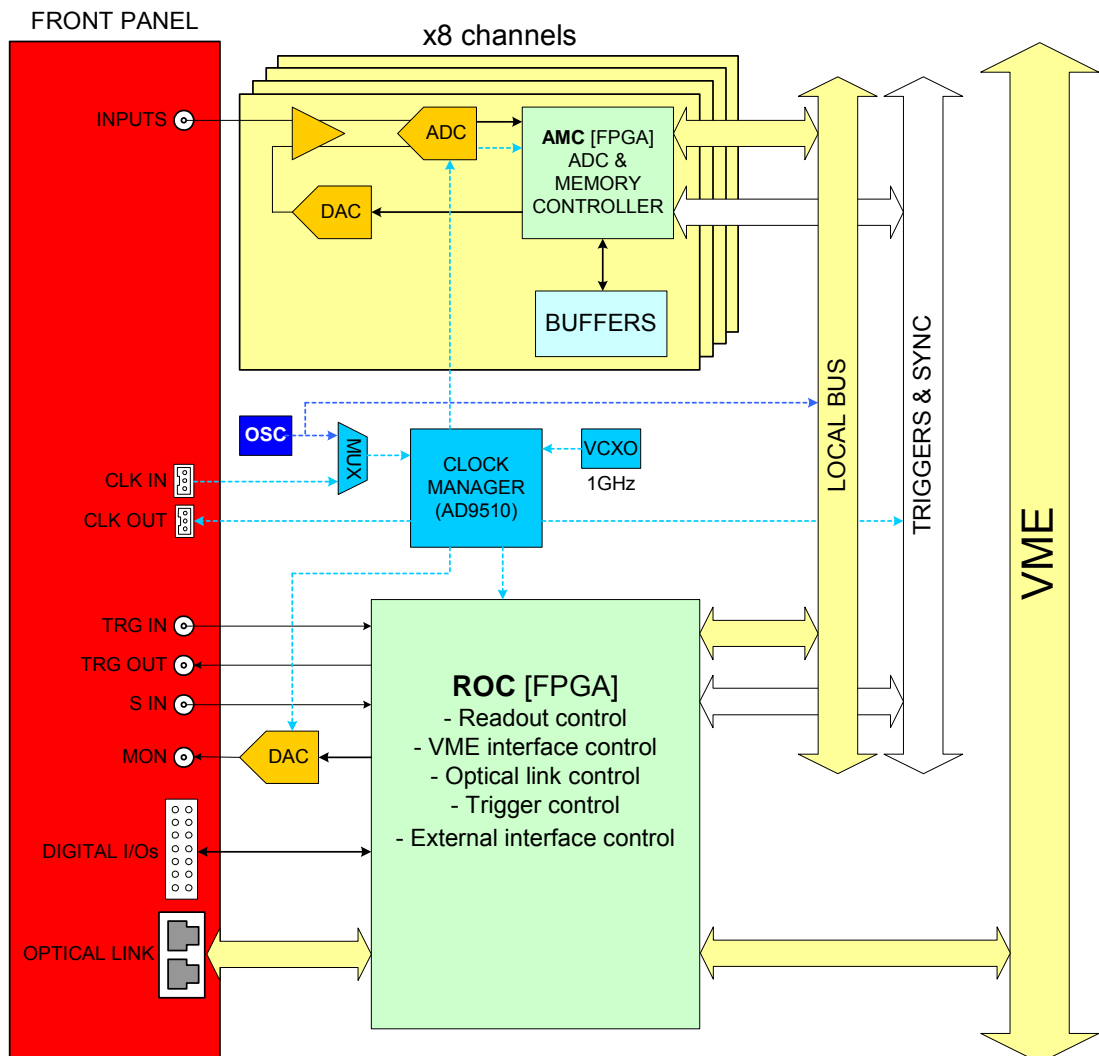 FRONT PANEL
x8 channels
INPUTS
ADC
AMC [FPGA]
ADC &
MEMORY
CONTROLLER
DAC
BUFFERS
OSC
MUX
CLOCK
MANAGER
(AD9510)
VCXO
1GHz
CLK IN
CLK OUT
LOCAL BUS
TRIGGERS & SYNC
VME
TRG IN
TRG OUT
S IN
MON
DAC
ROC [FPGA]
- Readout control
- VME interface control
- Optical link control
- Trigger control
- External interface control
DIGITAL I/Os
OPTICAL LINK